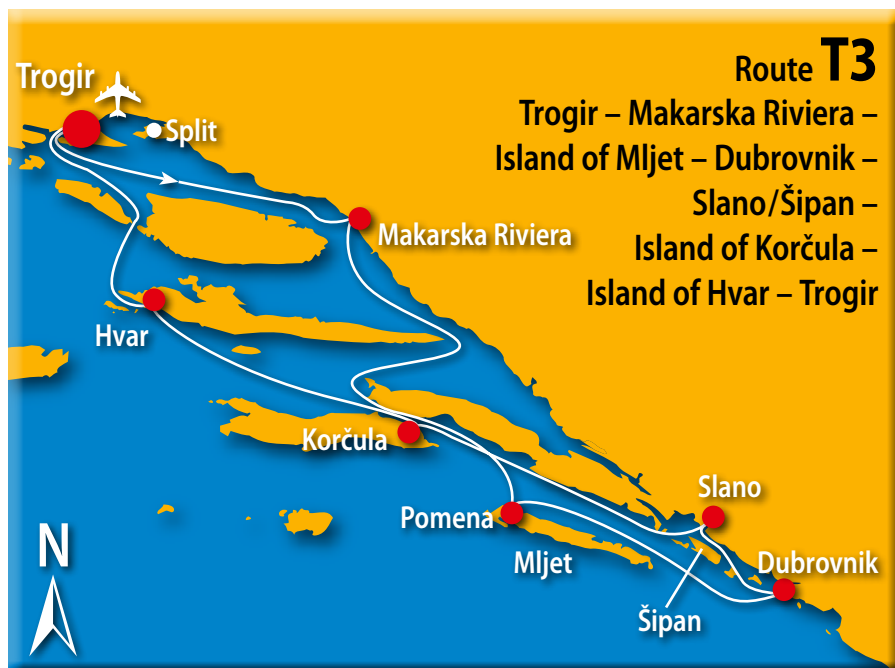 Route T3
Trogir – Makarska Riviera –
Island of Mljet – Dubrovnik –
Slano/Šipan –
Island of Korčula –
Island of Hvar – Trogir
Trogir
Split
Makarska Riviera
Hvar
Korčula
Slano
Pomena
Mljet
Dubrovnik
Šipan
N